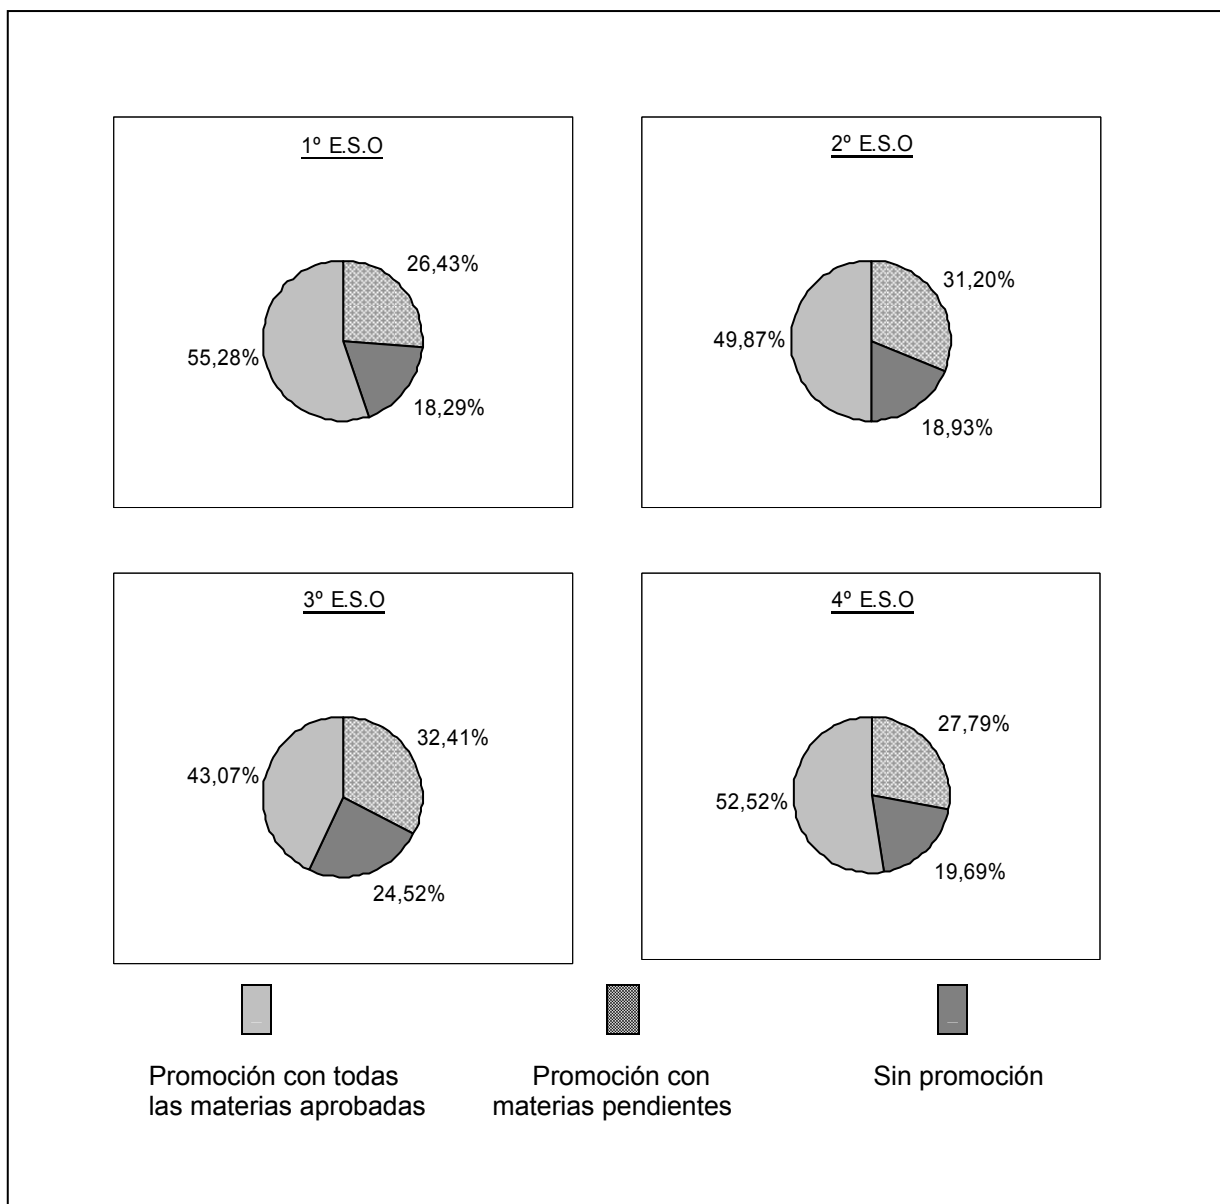 1º E.S.O
26,43%
55,28%
18,29%
2º E.S.O
31,20%
49,87%
18,93%
3º E.S.O
32,41%
43,07%
24,52%
4º E.S.O
27,79%
52,52%
19,69%
Promoción con todas
las materias aprobadas
Promoción con
materias pendientes
Sin promoción